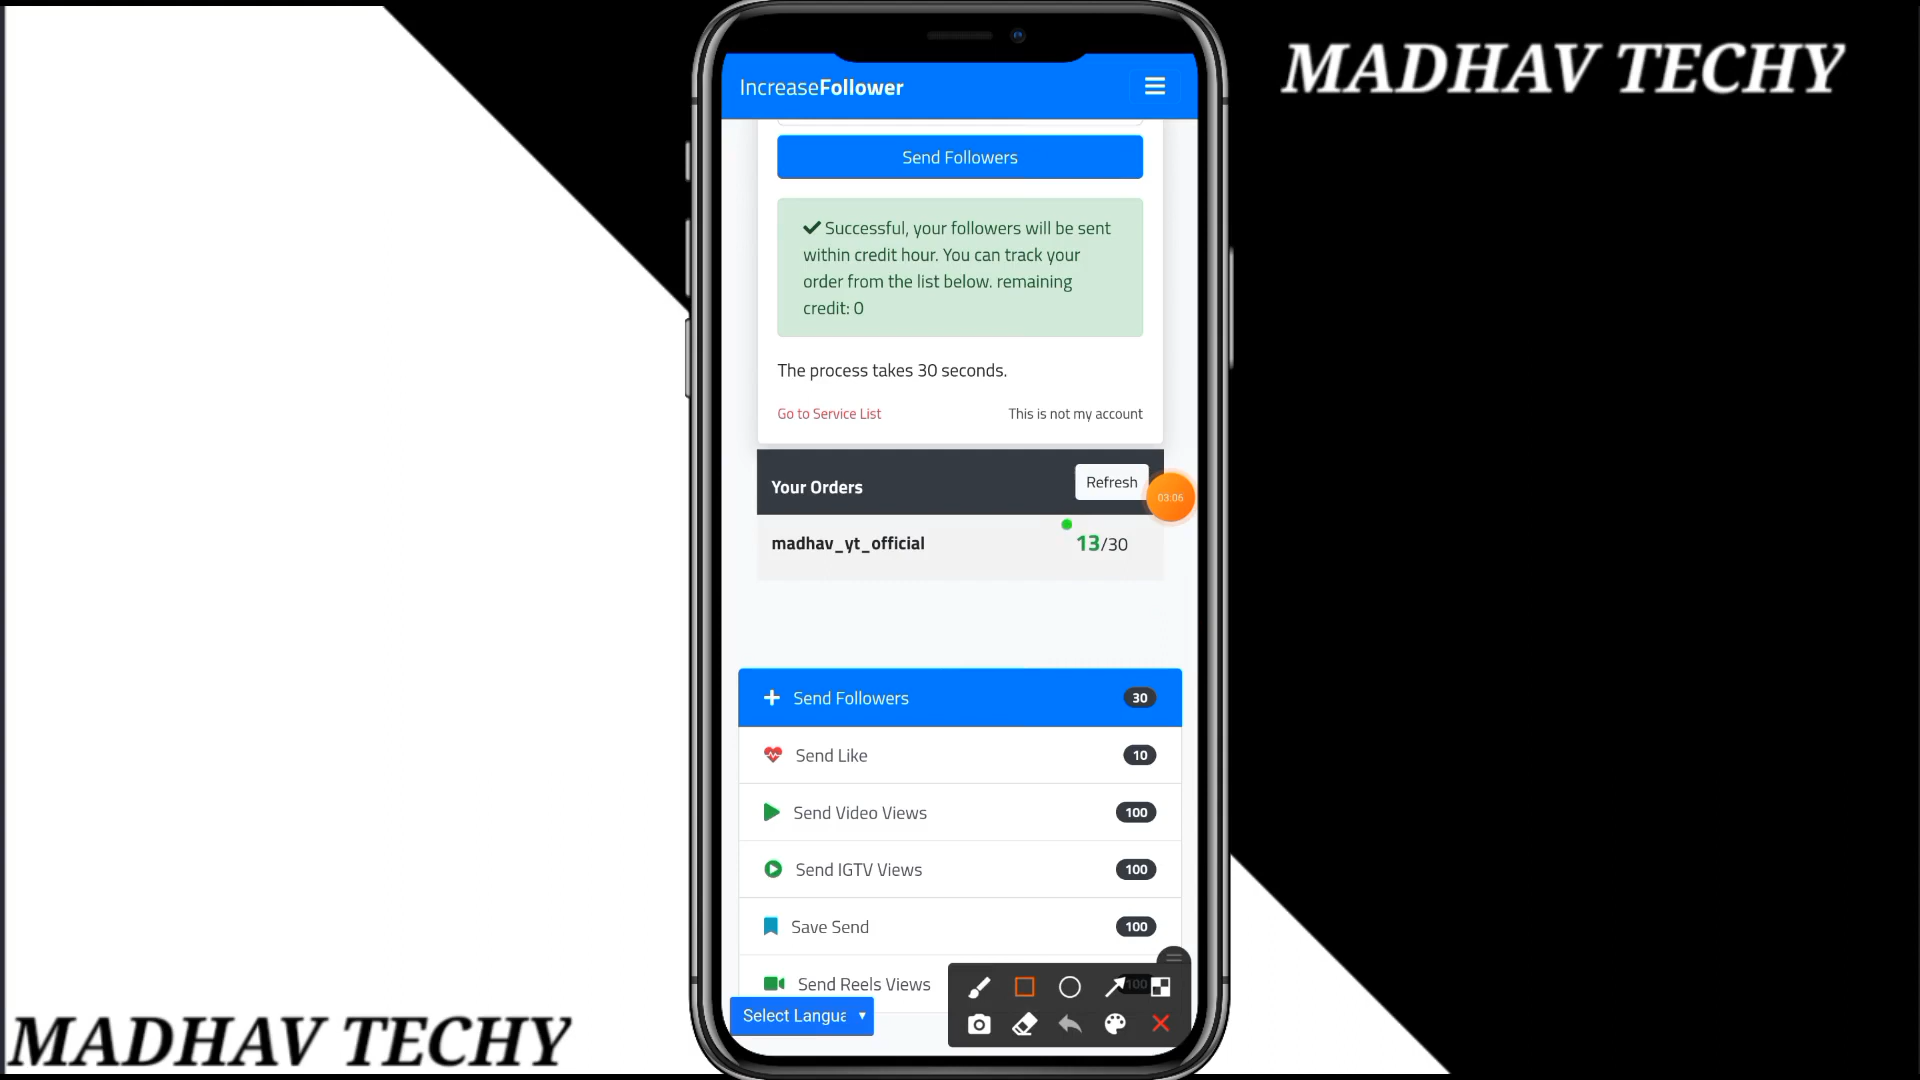 MADHAV TECHY
IncreaseFollower
Send Followers
Successful, your followers will be sent
within credit hour. You can track your
order from the list below. remaining
credit: 0
The process takes 30 seconds.
Go to Service List
This is not my account
Your Orders
Refresh
03:06
madhav_yt_official
13/30
Send Followers
30
Send Like
10
Send Video Views
100
Send IGTV Views
100
Save Send
100
Send Reels Views
100
Select Langua
MADHAV TECHY